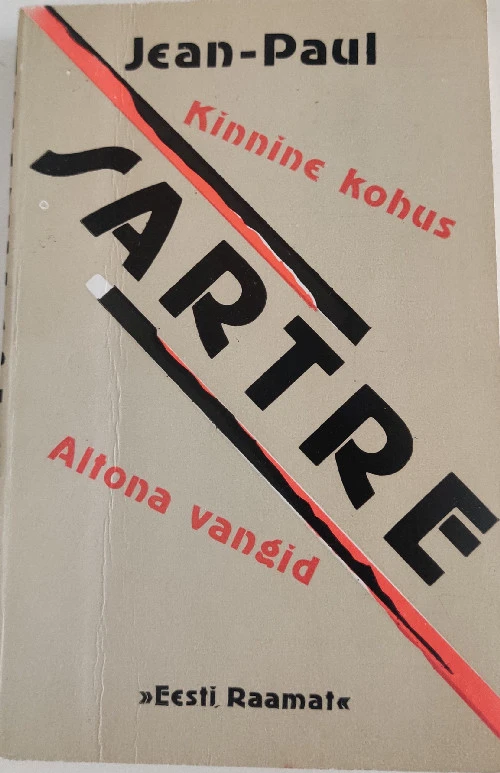 Jean-Paul
Kinnine kohus
SARTRE
Altona vangid
»Eesti Raamat«